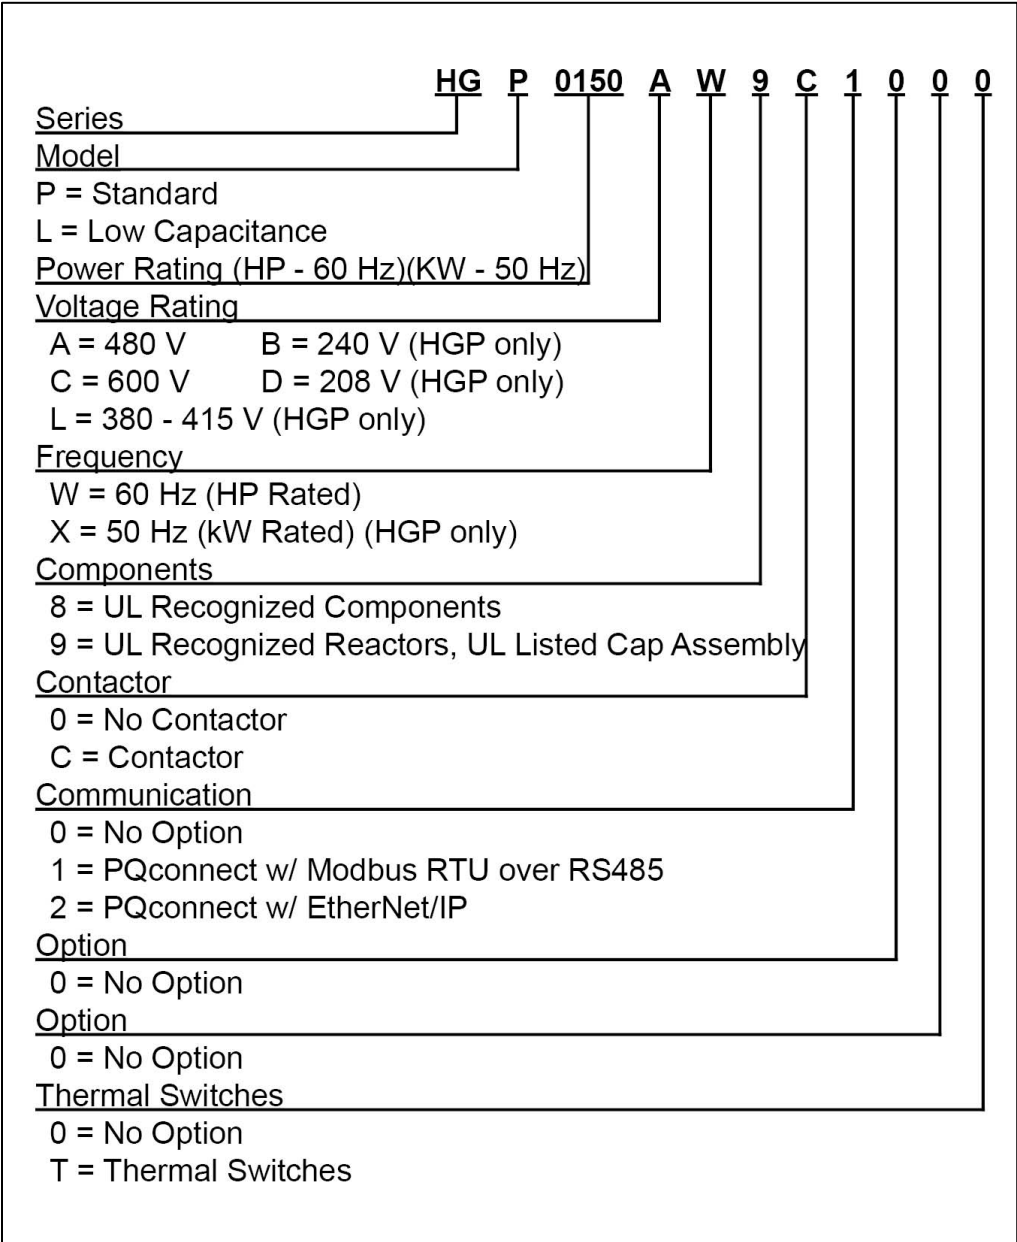 HG P 0150 A W 9 C 1 0 0 0
Series
Model
P = Standard
L = Low Capacitance
Power Rating (HP - 60 Hz)(KW - 50 Hz)
Voltage Rating
A = 480 V B = 240 V (HGP only)
C = 600 V D = 208 V (HGP only)
L = 380 - 415 V (HGP only)
Frequency
W = 60 Hz (HP Rated)
X = 50 Hz (kW Rated) (HGP only)
Components
8 = UL Recognized Components
9 = UL Recognized Reactors, UL Listed Cap Assembly
Contactor
0 = No Contactor
C = Contactor
Communication
0 = No Option
1 = PQconnect w/ Modbus RTU over RS485
2 = PQconnect w/ EtherNet/IP
Option
0 = No Option
Option
0 = No Option
Thermal Switches
0 = No Option
T = Thermal Switches